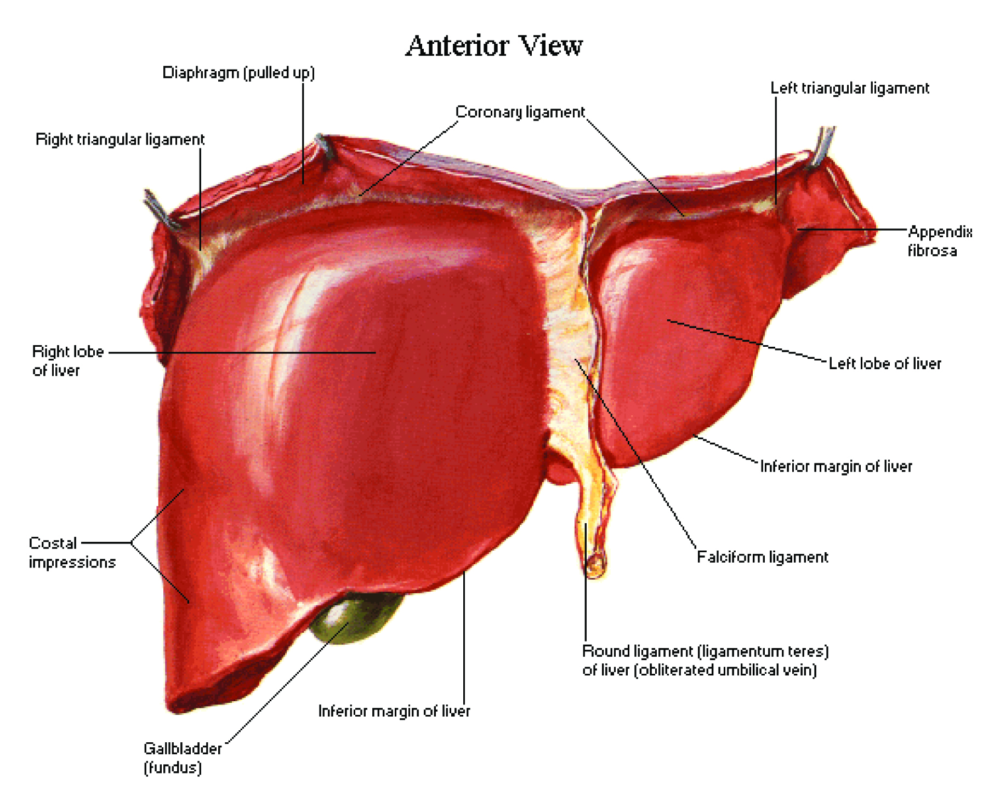 Anterior View
Diaphragm (pulled up)
Left triangular ligament
Coronary ligament
Right triangular ligament
Appendix
fibrosa
Right lobe
of liver
Left lobe of liver
Inferior margin of liver
Costal
impressions
Falciform ligament
Round ligament (ligamentum teres)
of liver (obliterated umbilical vein)
Inferior margin of liver
Gallbladder
(fundus)